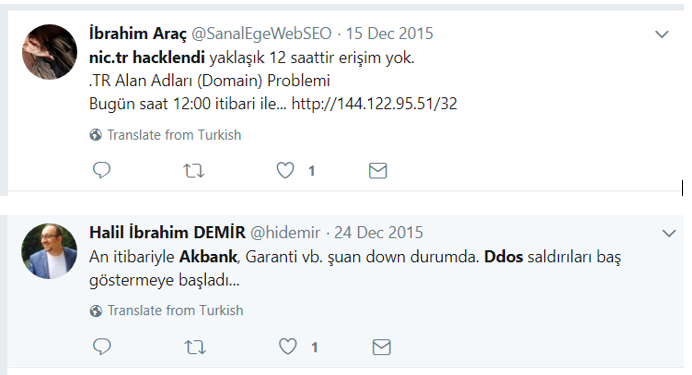 İbrahim Araç @SanalEgeWebSEO · 15 Dec 2015
nic.tr hacklendi yaklaşık 12 saattir erişim yok.
.TR Alan Adları (Domain) Problemi
Bugün saat 12:00 itibari ile... http://144.122.95.51/32
Translate from Turkish
1
Halil İbrahim DEMİR @hidemir · 24 Dec 2015
An itibariyle Akbank, Garanti vb. şuan down durumda. Ddos saldırıları baş
göstermeye başladı...
Translate from Turkish
1